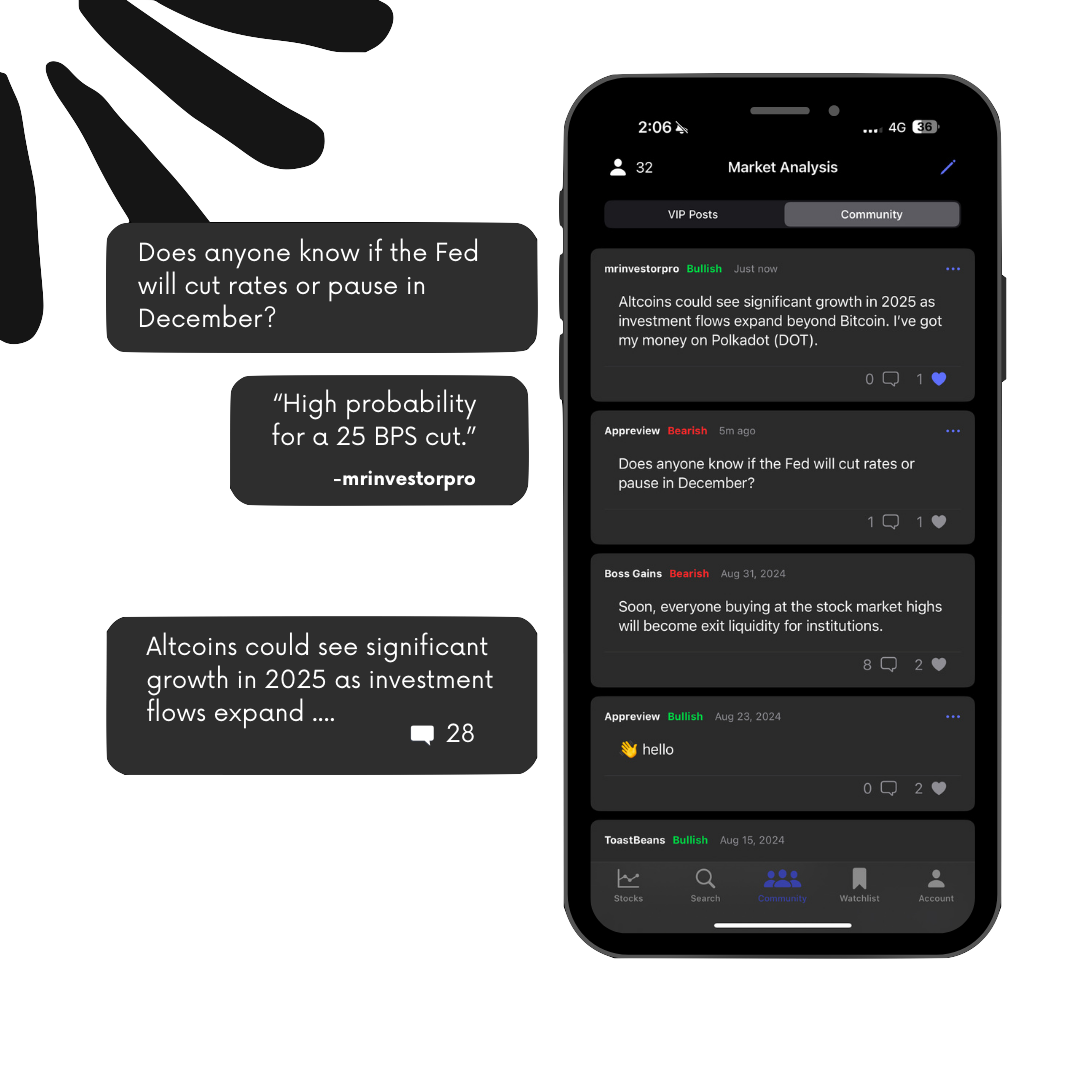 Does anyone know if the Fed
will cut rates or pause in
December?
“High probability
for a 25 BPS cut.”
-mrinvestorpro
Altcoins could see significant
growth in 2025 as investment
flows expand ....
28
2:06 4G 36
32 Market Analysis
VIP Posts Community
mrinvestorpro Bullish Just now
Altcoins could see significant growth in 2025 as
investment flows expand beyond Bitcoin. I’ve got
my money on Polkadot (DOT).
0 1
Appreview Bearish 5m ago
Does anyone know if the Fed will cut rates or
pause in December?
1 1
Boss Gains Bearish Aug 31, 2024
Soon, everyone buying at the stock market highs
will become exit liquidity for institutions.
8 2
Appreview Bullish Aug 23, 2024
👋 hello
0 2
ToastBeans Bullish Aug 15, 2024
Stocks Search Community Watchlist Account